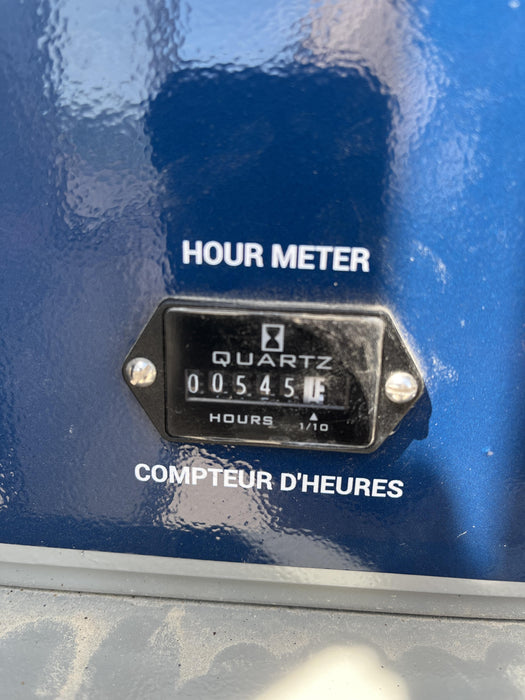 HOUR METER
QUARTZ
00545
HOURS 1/10
COMPTEUR D'HEURES